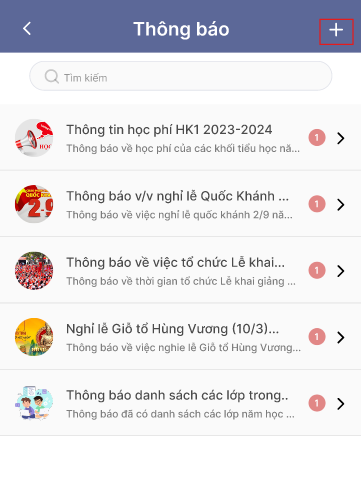 Thông báo
Tìm kiếm
Thông tin học phí HK1 2023-2024
Thông báo về học phí của các khối tiểu học nă...
1
Thông báo v/v nghỉ lễ Quốc Khánh ...
Thông báo về việc nghỉ lễ quốc khánh 2/9 nă...
1
Thông báo về việc tổ chức Lễ khai...
Thông báo về thời gian tổ chức Lễ khai giảng ...
1
Nghỉ lễ Giỗ tổ Hùng Vương (10/3)...
Thông báo về việc nghie lễ Giỗ tổ Hùng Vương...
1
Thông báo danh sách các lớp trong..
Thông báo đã có danh sách các lớp năm học ...
1